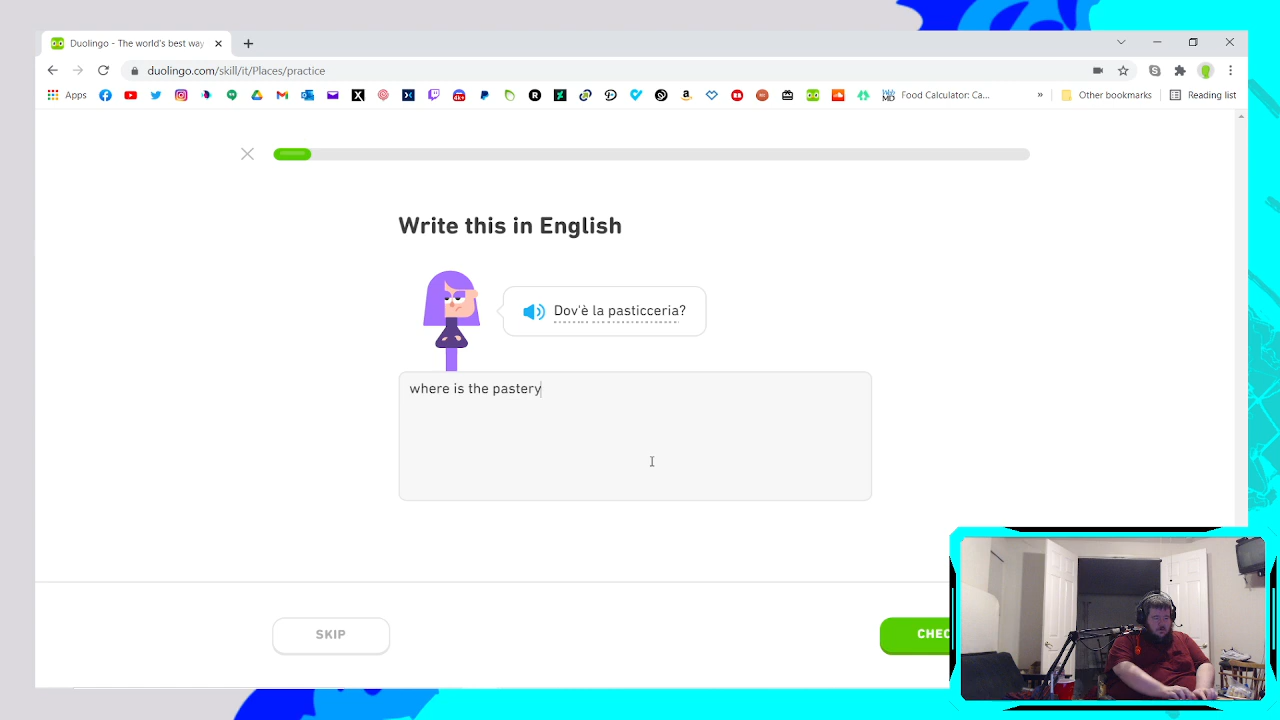 Duolingo - The world's best way
duolingo.com/skill/it/Places/practice
Apps
Food Calculator: Ca...
»
Other bookmarks
Reading list
Write this in English
Dov'è la pasticceria?
where is the pastery
SKIP
CHEC